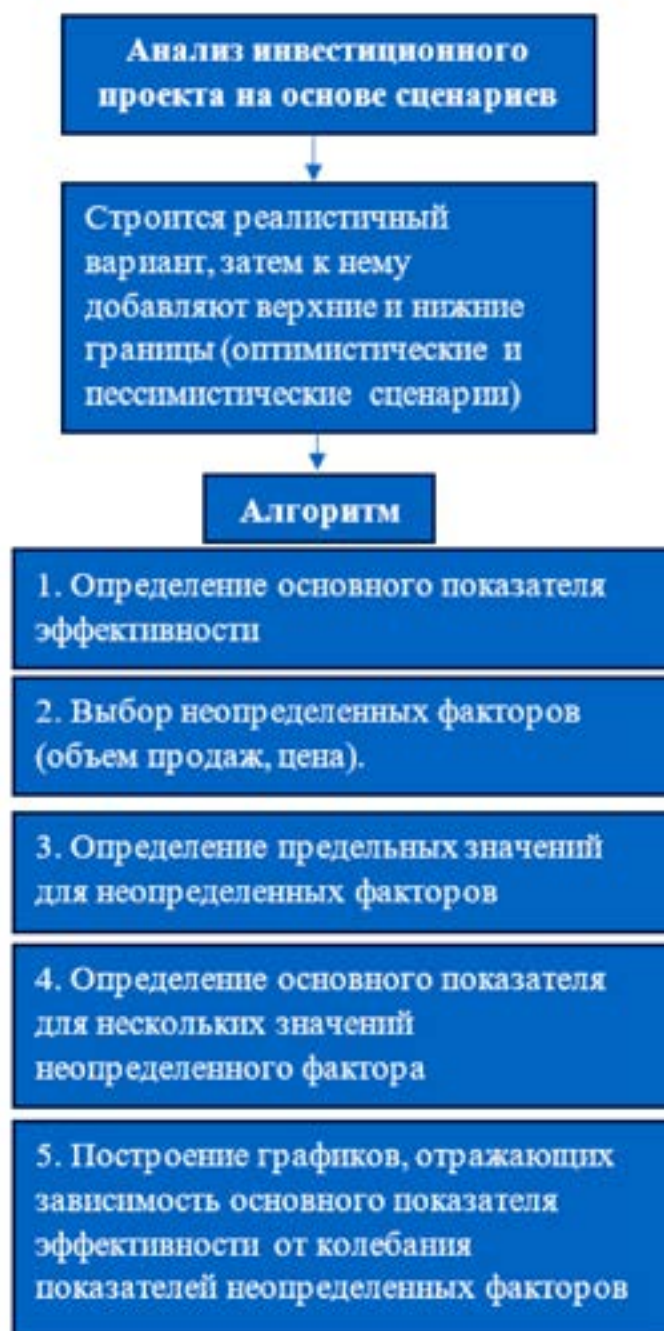 Анализ инвестиционного
проекта на основе сценариев
Строится реалистичный
вариант, затем к нему
добавляют верхние и нижние
границы (оптимистические и
пессимистические сценарии)
Алгоритм
1. Определение основного показателя
эффективности
2. Выбор неопределенных факторов
(объем продаж, цена).
3. Определение предельных значений
для неопределенных факторов
4. Определение основного показателя
для нескольких значений
неопределенного фактора
5. Построение графиков, отражающих
зависимость основного показателя
эффективности от колебания
показателей неопределенных факторов